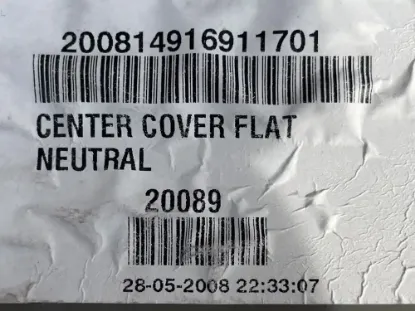 200814916911701
CENTER COVER FLAT
NEUTRAL
20089
28-05-2008 22:33:07